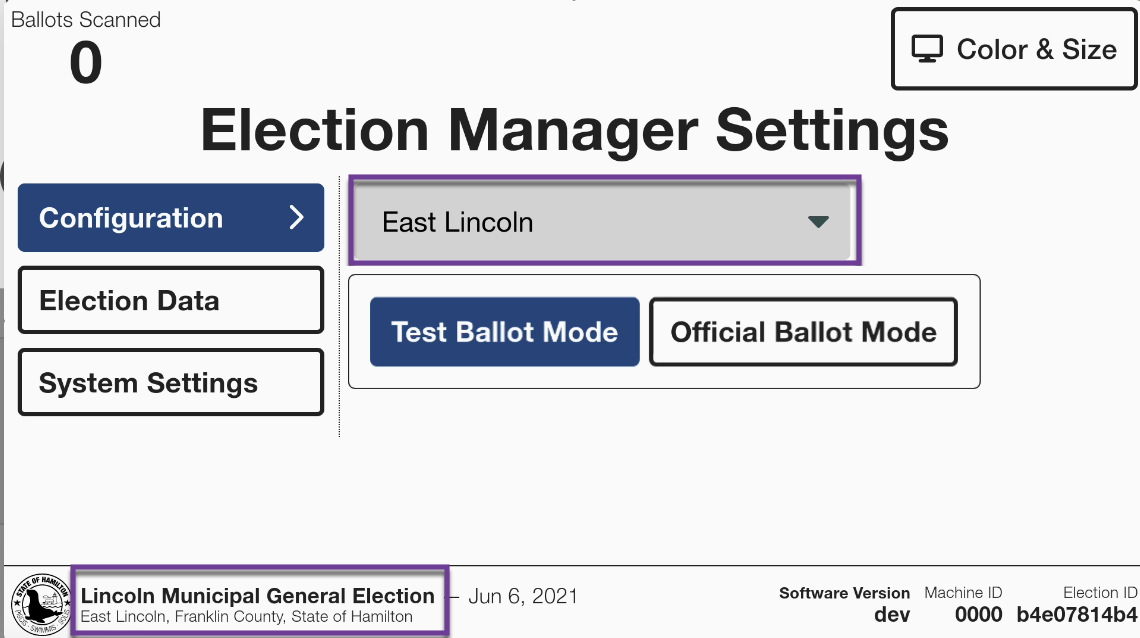 Ballots Scanned
0
Color & Size
Election Manager Settings
Configuration
East Lincoln
Election Data
Test Ballot Mode
Official Ballot Mode
System Settings
STATE OF HAMILTON
Lincoln Municipal General Election – Jun 6, 2021
East Lincoln, Franklin County, State of Hamilton
Software Version
dev
Machine ID
0000
Election ID
b4e07814b4